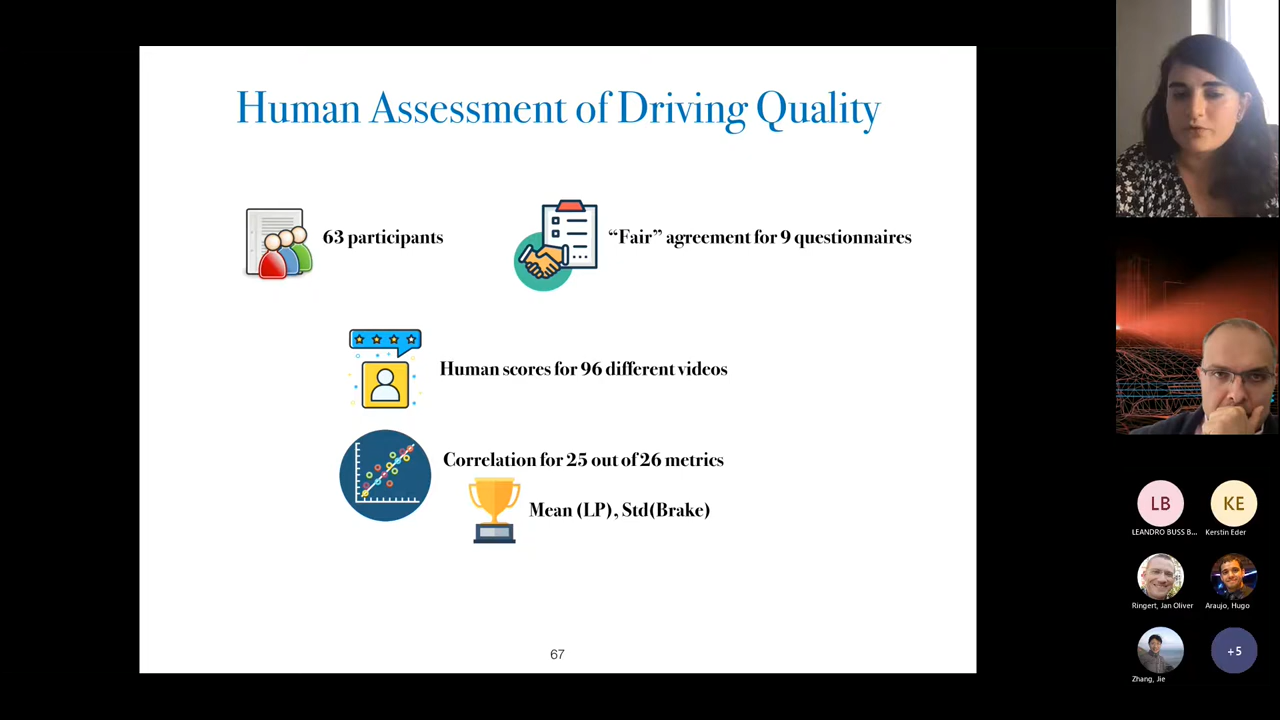 Human Assessment of Driving Quality
63 participants
“Fair” agreement for 9 questionnaires
Human scores for 96 different videos
Correlation for 25 out of 26 metrics
Mean (LP), Std(Brake)
67
LB
KE
LEANDRO BUSS B...
Kerstin Eder
Ringert, Jan Oliver
Araujo, Hugo
Zhang, Jie
+5